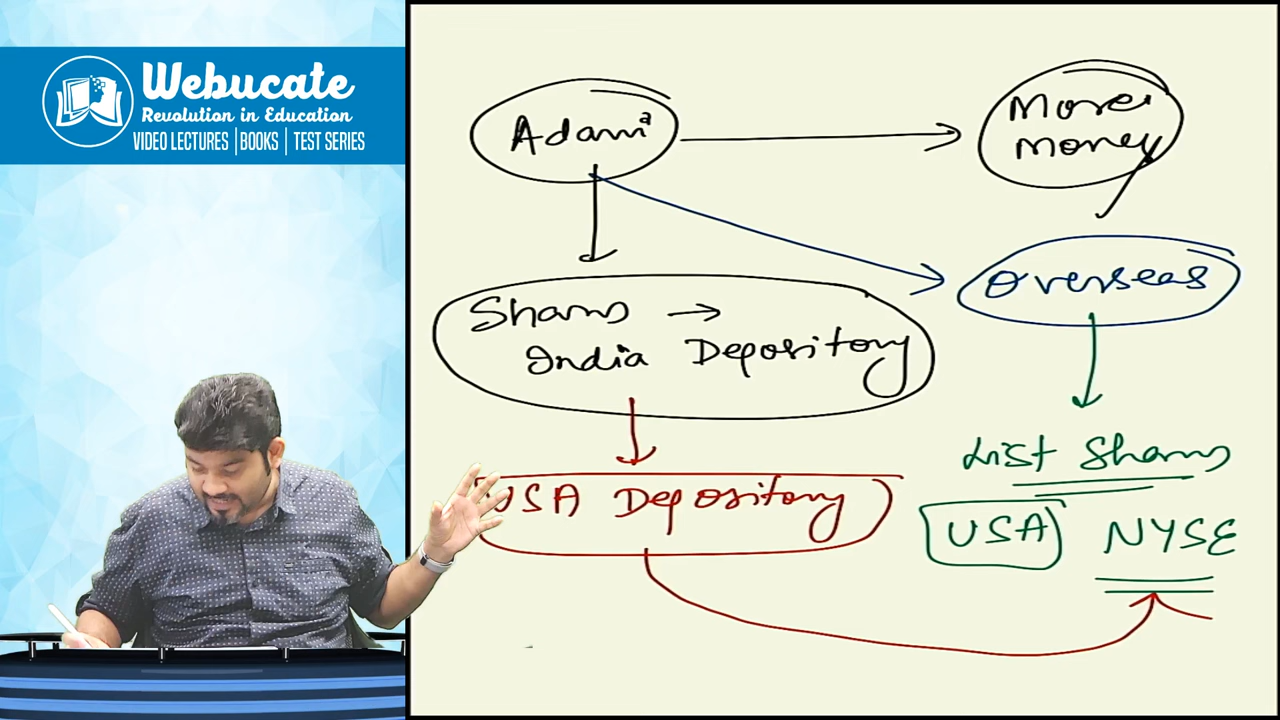 Webucate
Revolution in Education
VIDEO LECTURES | BOOKS | TEST SERIES
Adani
More
money
Overseas
Shares →
India Depository
USA Depository
List Shares
USA NYSE